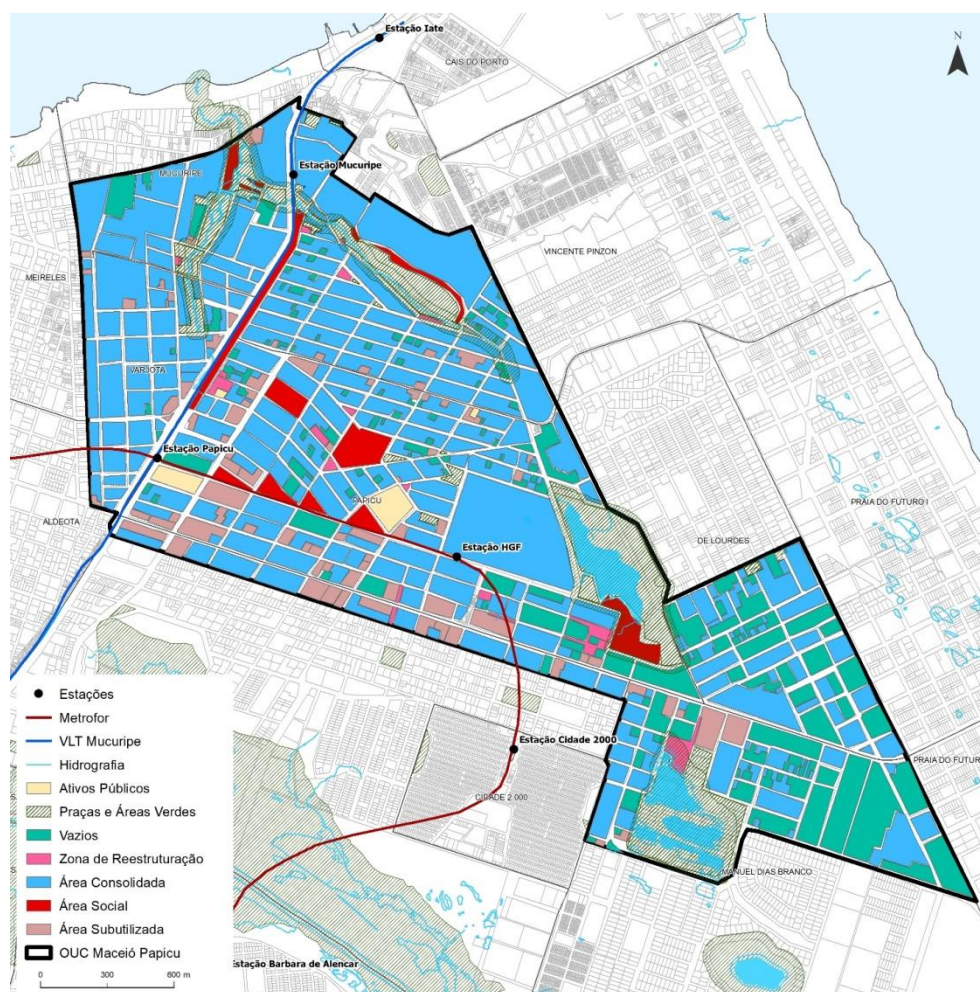 Estação Iate
N
CAIS DO PORTO
Estação Mucuripe
MUCURIPE
VINCENTE PINZON
MEIRELES
VARJOTA
Estação Papicu
PAPICU
PRAIA DO FUTURO I
ALDEOTA
DE LOURDES
Estação HGF
Estações
Metrofor
VLT Mucuripe
Hidrografia
Ativos Públicos
Praças e Áreas Verdes
Vazios
Zona de Reestruturação
Área Consolidada
Área Social
Área Subutilizada
OUC Maceió Papicu
0 300 600 m
Estação Cidade 2000
PRAIA DO FUTUR
CIDADE 2.000
MANUEL DIAS BRANCO
Estação Barbara de Alencar